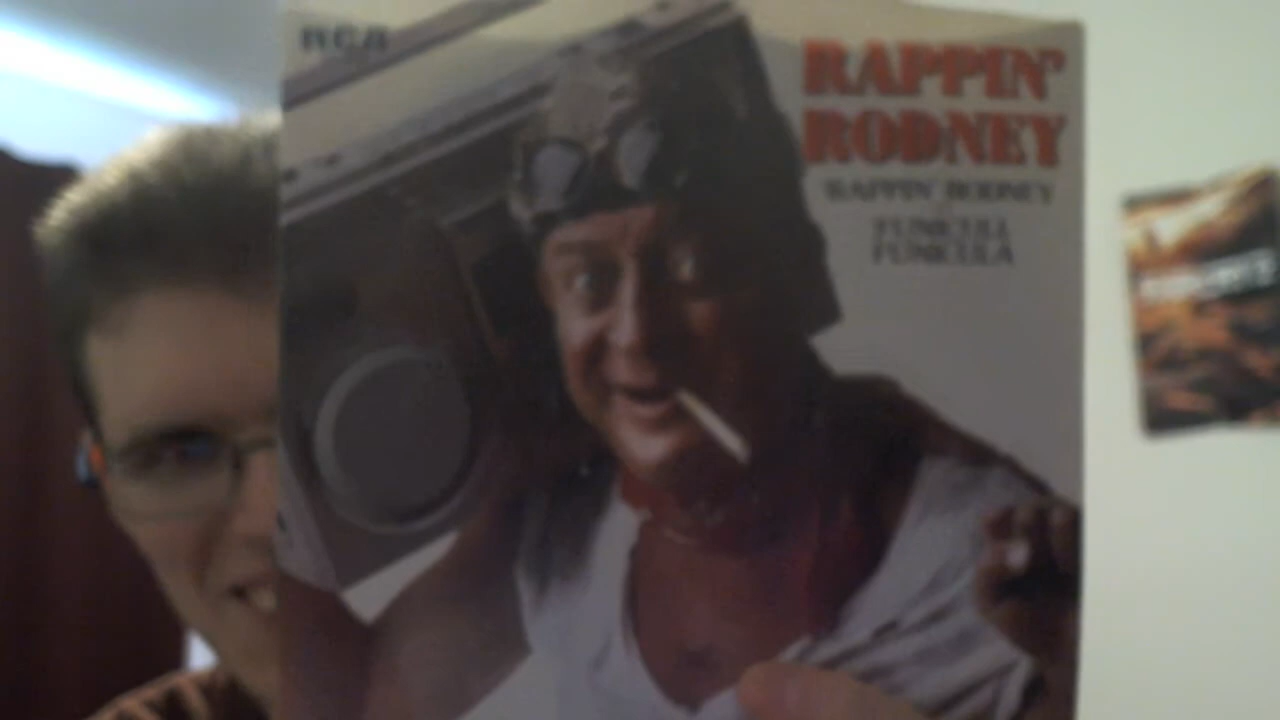 RCA
RAPPIN'
RODNEY
'RAPPIN' RODNEY'
FUNICULI
FUNICULA